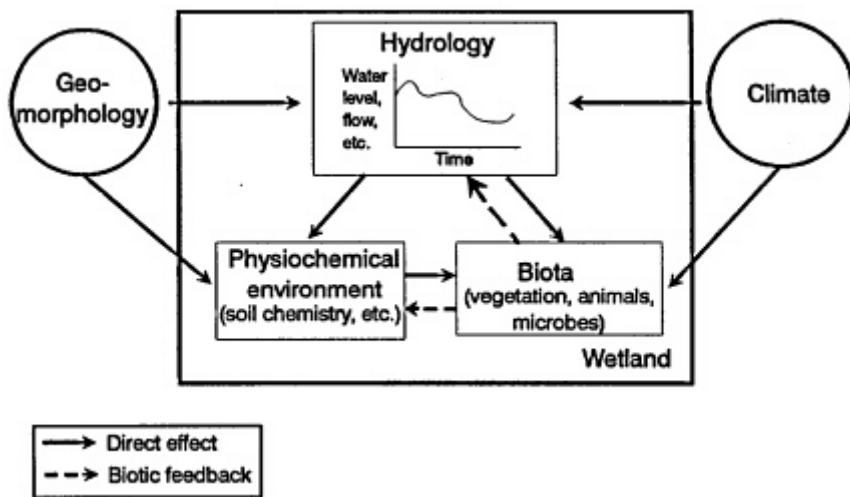 Hydrology
Water
level,
flow,
etc.
Time
Geo-
morphology
Climate
Physiochemical
environment
(soil chemistry, etc.)
Biota
(vegetation, animals,
microbes)
Wetland
Direct effect
Biotic feedback